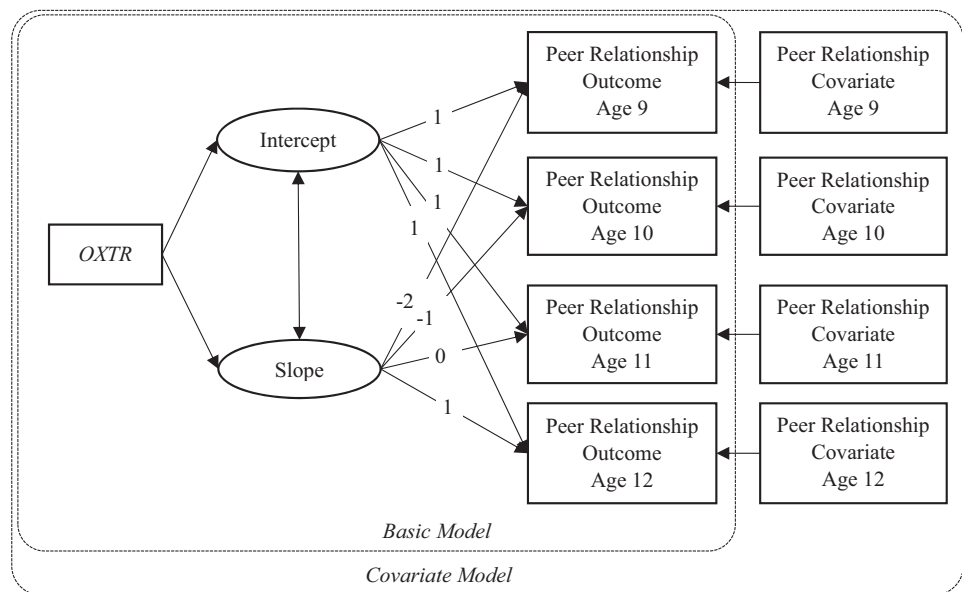 Peer Relationship
Outcome
Age 9
Peer Relationship
Covariate
Age 9
Intercept
1
1
1
1
Peer Relationship
Outcome
Age 10
Peer Relationship
Covariate
Age 10
OXTR
-2
-1
0
1
Slope
Peer Relationship
Outcome
Age 11
Peer Relationship
Covariate
Age 11
Peer Relationship
Outcome
Age 12
Peer Relationship
Covariate
Age 12
Basic Model
Covariate Model